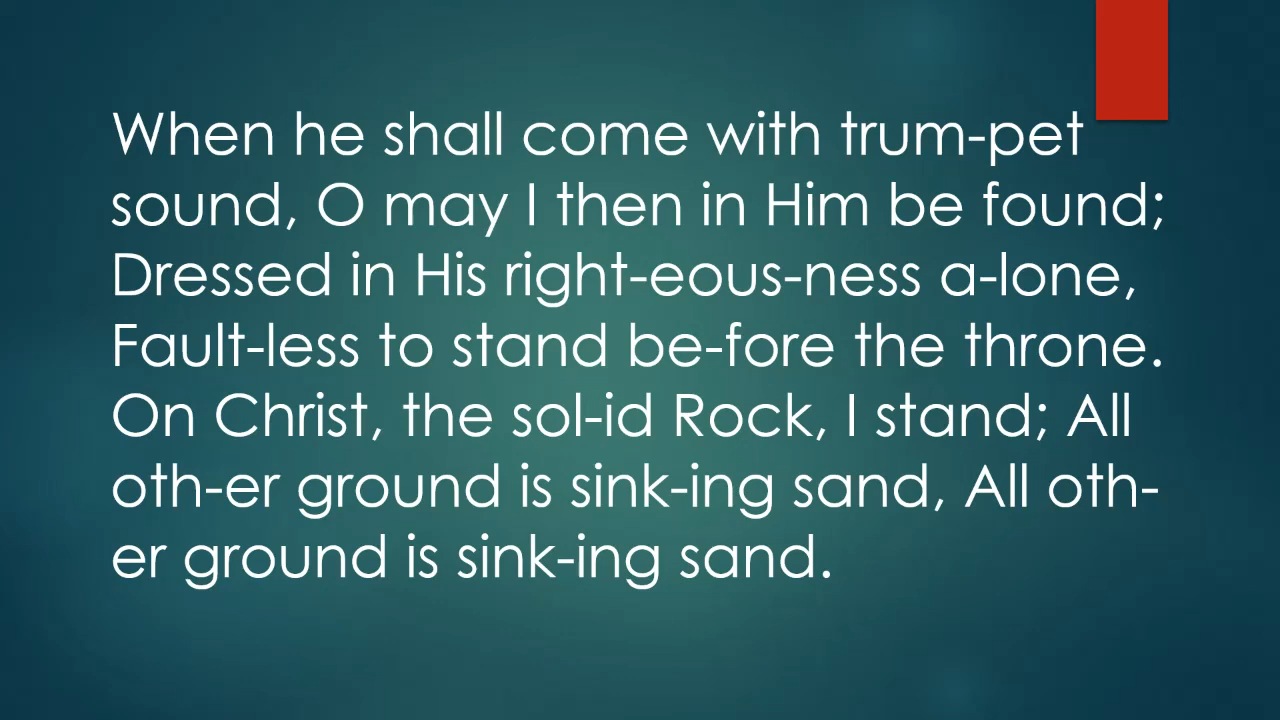 When he shall come with trum-pet
sound, O may I then in Him be found;
Dressed in His right-eous-ness a-lone,
Fault-less to stand be-fore the throne.
On Christ, the sol-id Rock, I stand; All
oth-er ground is sink-ing sand, All oth-
er ground is sink-ing sand.